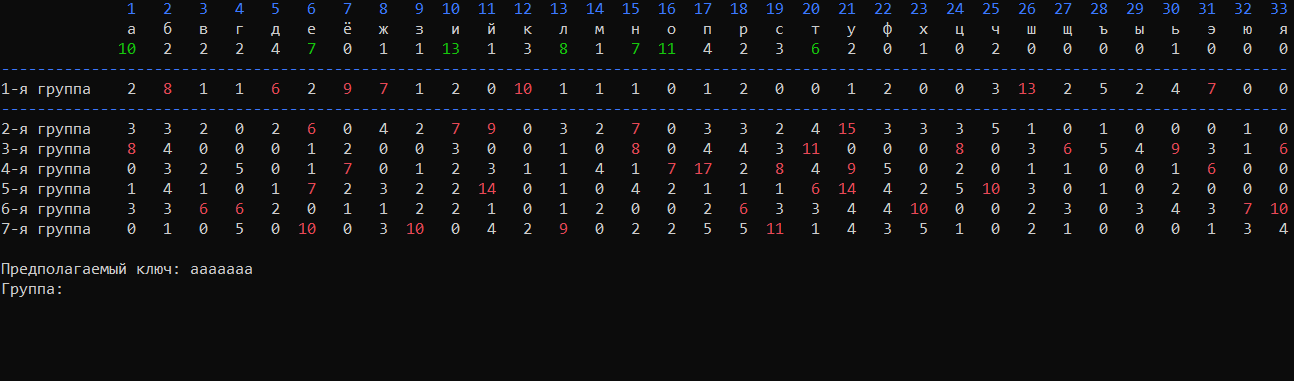 1 2 3 4 5 6 7 8 9 10 11 12 13 14 15 16 17 18 19 20 21 22 23 24 25 26 27 28 29 30 31 32 33
а б в г д е ё ж з и й к л м н о п р с т у ф х ц ч ш щ ъ ы ь э ю я
10 2 2 2 4 7 0 1 1 13 1 3 8 1 7 11 4 2 3 6 2 0 1 0 2 0 0 0 0 1 0 0 0
1-я группа 2 8 1 1 6 2 9 7 1 2 0 10 1 1 1 0 1 2 0 0 1 2 0 0 3 13 2 5 2 4 7 0 0
2-я группа 3 3 2 0 2 6 0 4 2 7 9 0 3 2 7 0 3 3 2 4 15 3 3 3 5 1 0 1 0 0 0 1 0
3-я группа 8 4 0 0 0 1 2 0 0 3 0 0 1 0 8 0 4 4 3 11 0 0 0 8 0 3 6 5 4 9 3 1 6
4-я группа 0 3 2 5 0 1 7 0 1 2 3 1 1 4 1 7 17 2 8 4 9 5 0 2 0 1 1 0 0 1 6 0 0
5-я группа 1 4 1 0 1 7 2 3 2 2 14 0 1 0 4 2 1 1 1 6 14 4 2 5 10 3 0 1 0 2 0 0 0
6-я группа 3 3 6 6 2 0 1 1 2 2 1 0 1 2 0 0 2 6 3 3 4 4 10 0 0 2 3 0 3 4 3 7 10
7-я группа 0 1 0 5 0 10 0 3 10 0 4 2 9 0 2 2 5 5 11 1 4 3 5 1 0 2 1 0 0 0 1 3 4
Предполагаемый ключ: ааааааа
Группа: